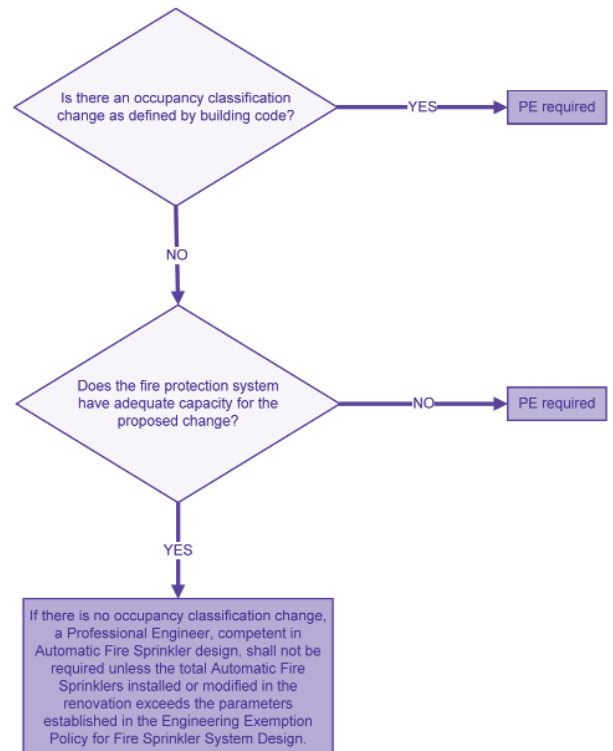 Is there an occupancy classification
change as defined by building code?
YES
PE required
NO
Does the fire protection system
have adequate capacity for the
proposed change?
NO
PE required
YES
If there is no occupancy classification change,
a Professional Engineer, competent in
Automatic Fire Sprinkler design, shall not be
required unless the total Automatic Fire
Sprinklers installed or modified in the
renovation exceeds the parameters
established in the Engineering Exemption
Policy for Fire Sprinkler System Design.